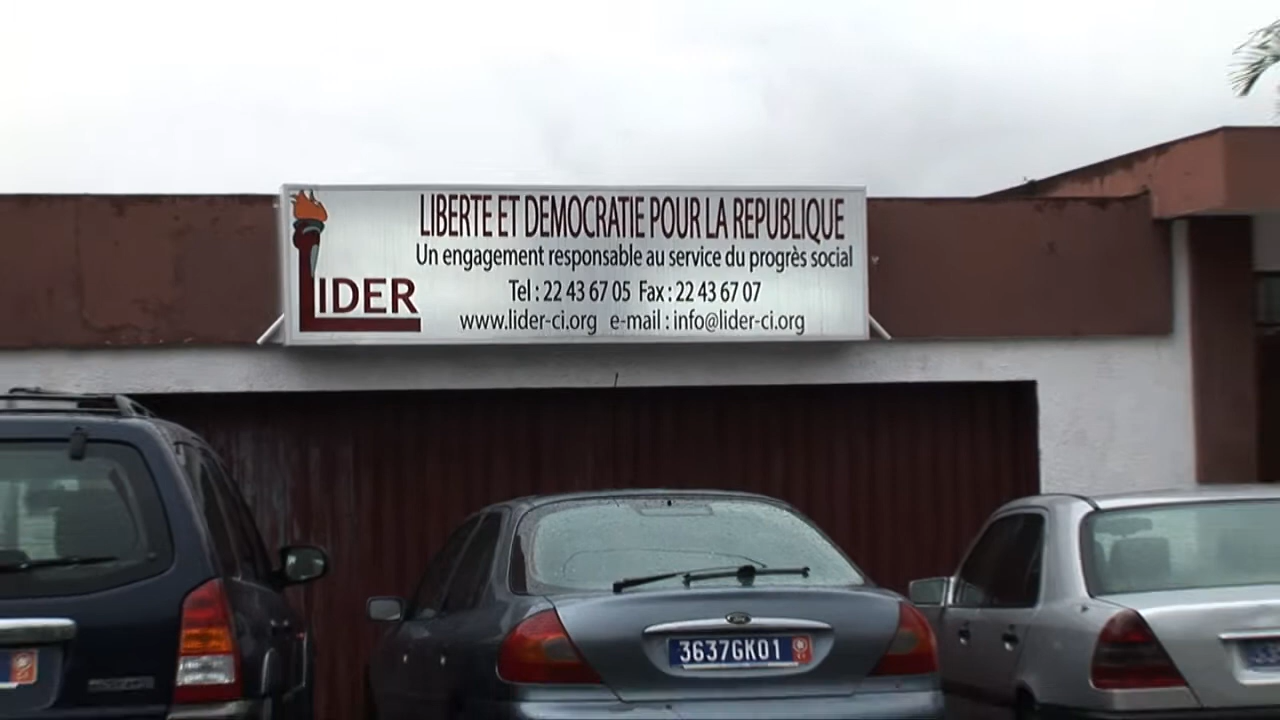 LIBERTE ET DEMOCRATIE POUR LA REPUBLIQUE
Un engagement responsable au service du progrès social
LIDER
Tel : 22 43 67 05 Fax : 22 43 67 07
www.lider-ci.org e-mail : info@lider-ci.org
3637GK01